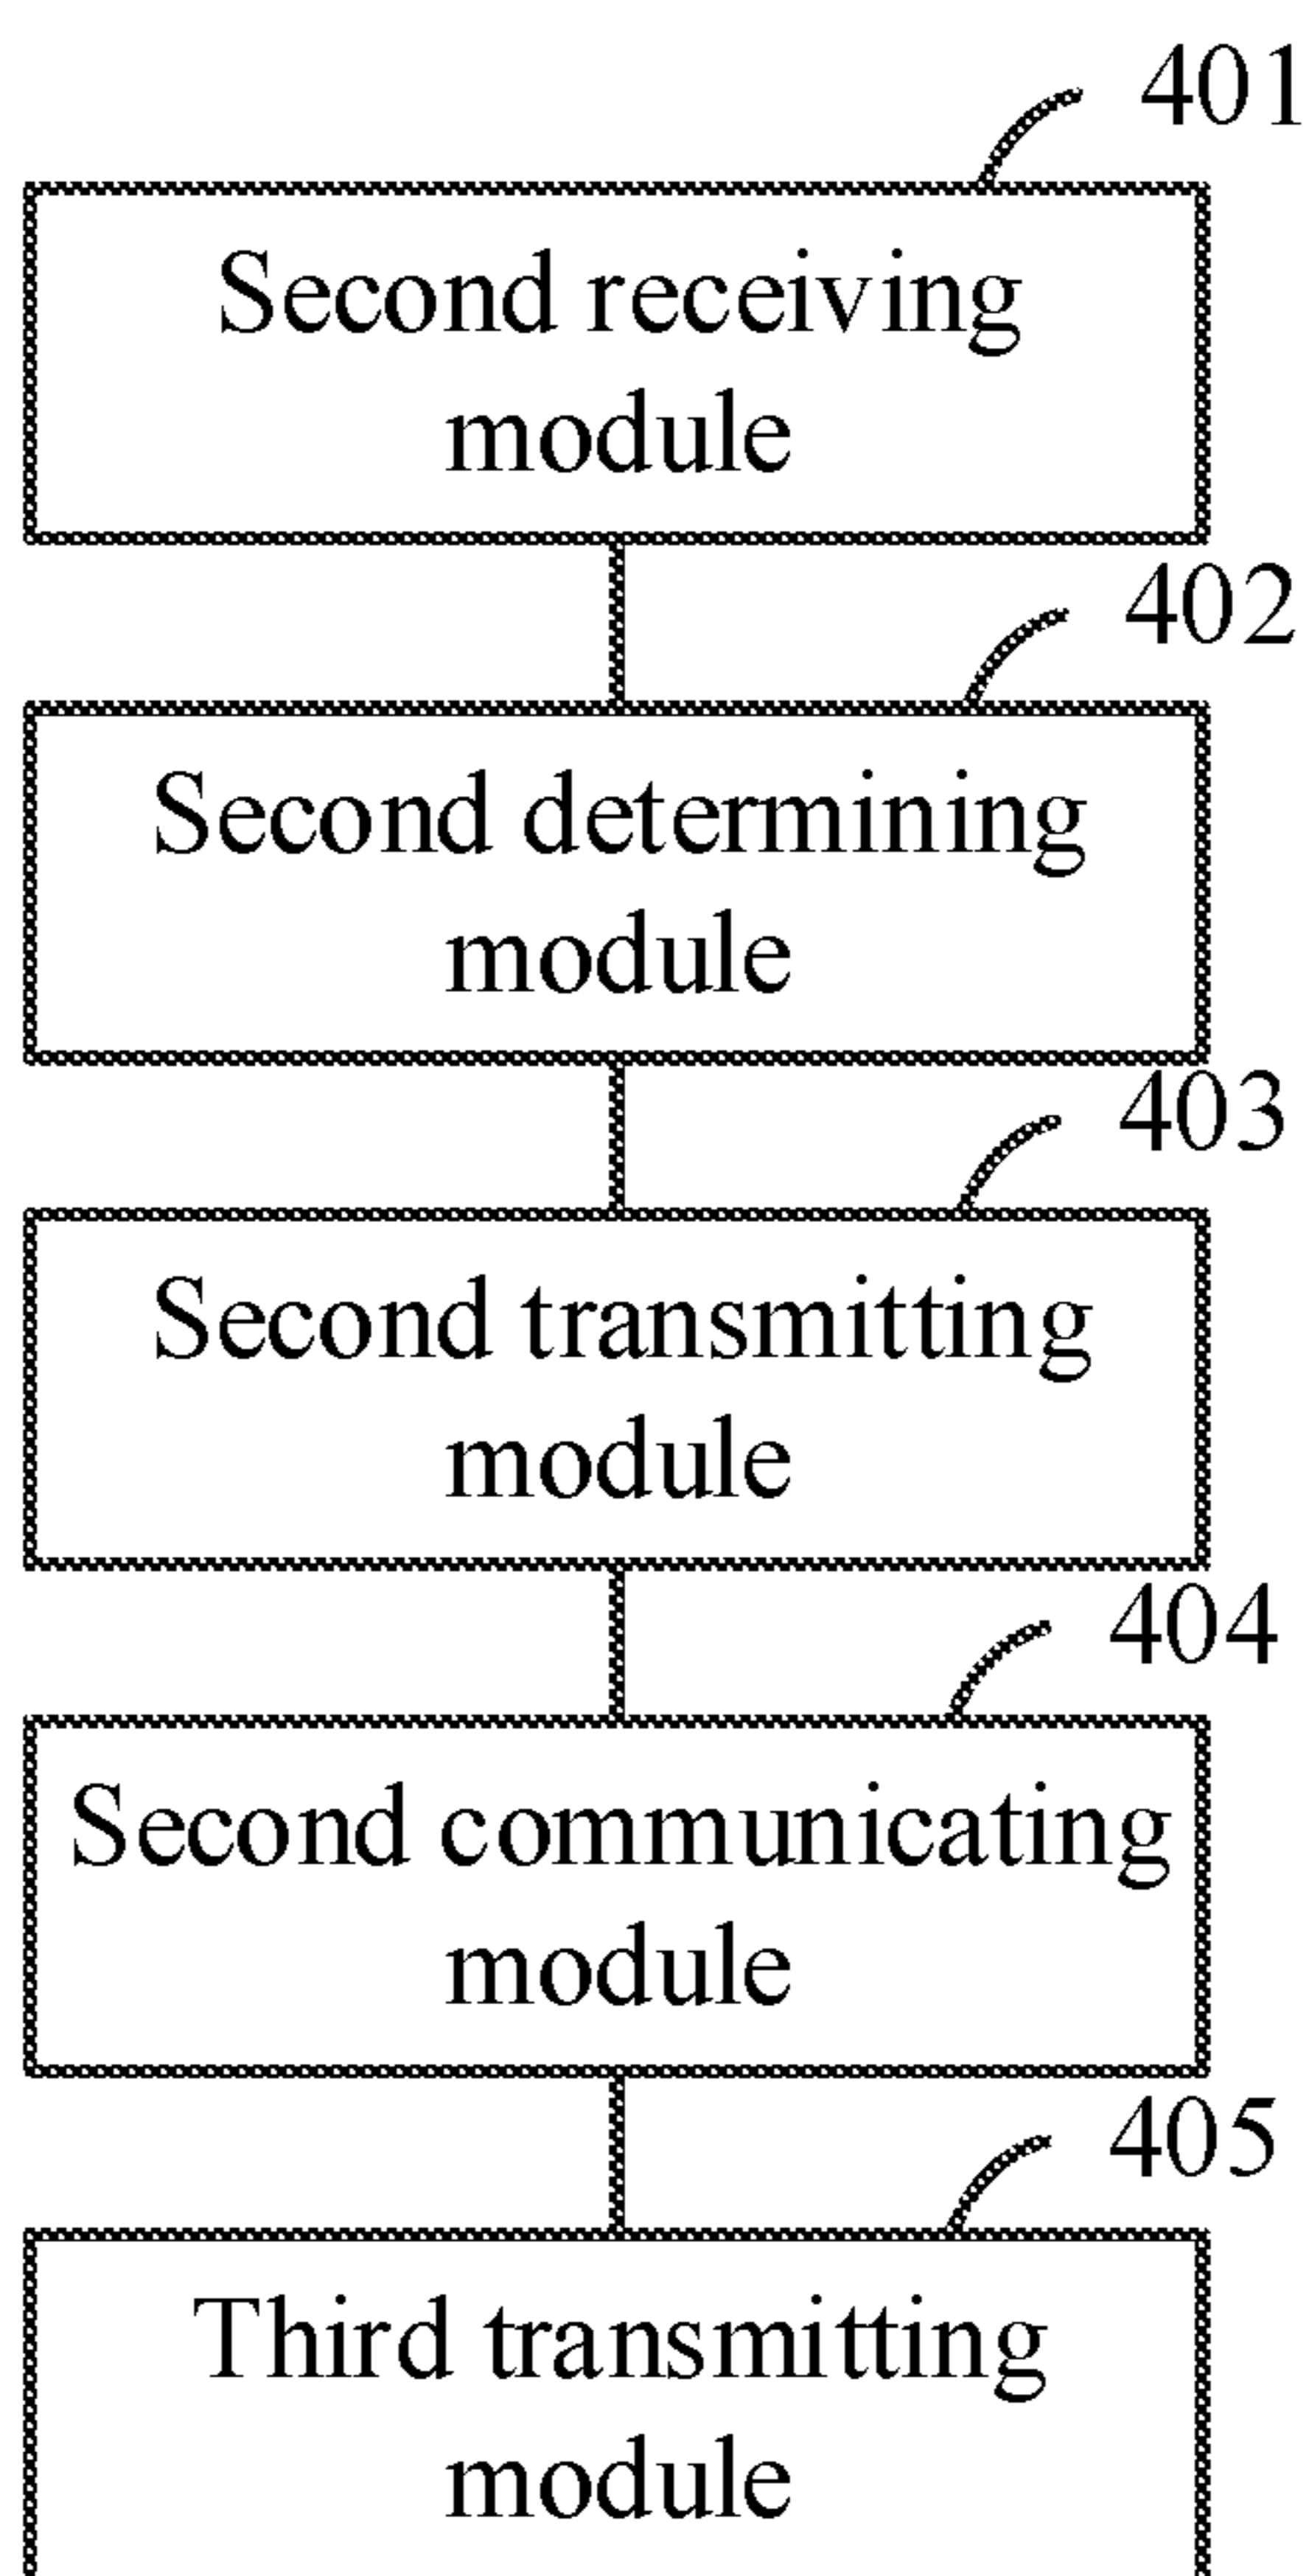 401
Second receiving
module
402
Second determining
module
403
Second transmitting
module
404
Second communicating
module
405
Third transmitting
module